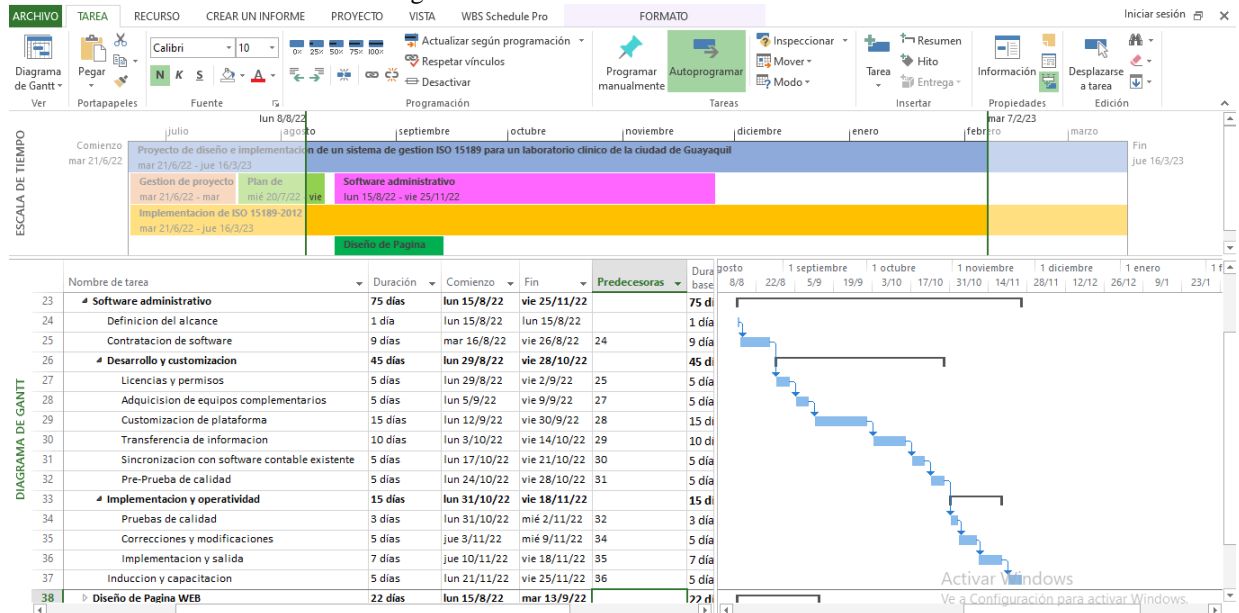 ARCHIVO TAREA RECURSO CREAR UN INFORME PROYECTO VISTA WBS Schedule Pro FORMATO Iniciar sesión
Calibri 10 0× 25× 50× 75× 100× Actualizar según programación Inspeccionar Resumen
Respetar vínculos Mover Hito
Diagrama de Gantt Pegar N K S A Desactivar Programar manualmente Autoprogramar Modo Tarea Entrega Información Desplazarse a tarea
Ver Portapapeles Fuente Programación Tareas Insertar Propiedades Edición
lun 8/8/22 mar 7/2/23
julio agosto septiembre octubre noviembre diciembre enero febrero marzo
ESCALA DE TIEMPO
Comienzo
mar 21/6/22
Proyecto de diseño e implementacion de un sistema de gestion ISO 15189 para un laboratorio clinico de la ciudad de Guayaquil
mar 21/6/22 - jue 16/3/23
Fin
jue 16/3/23
Gestion de proyecto Plan de Software administrativo
mar 21/6/22 - mar mié 20/7/22 - vie lun 15/8/22 - vie 25/11/22
Implementacion de ISO 15189-2012
mar 21/6/22 - jue 16/3/23
Diseño de Pagina
DIAGRAMA DE GANTT
Nombre de tarea Duración Comienzo Fin Predecesoras Dura base
gosto 1 septiembre 1 octubre 1 noviembre 1 diciembre 1 enero 1 f
8/8 22/8 5/9 19/9 3/10 17/10 31/10 14/11 28/11 12/12 26/12 9/1 23/1
23 Software administrativo 75 días lun 15/8/22 vie 25/11/22 75 dí
24 Definicion del alcance 1 día lun 15/8/22 lun 15/8/22 1 día
25 Contratacion de software 9 días mar 16/8/22 vie 26/8/22 24 9 día
26 Desarrollo y customizacion 45 días lun 29/8/22 vie 28/10/22 45 dí
27 Licencias y permisos 5 días lun 29/8/22 vie 2/9/22 25 5 día
28 Adquicision de equipos complementarios 5 días lun 5/9/22 vie 9/9/22 27 5 día
29 Customizacion de plataforma 15 días lun 12/9/22 vie 30/9/22 28 15 dí
30 Transferencia de informacion 10 días lun 3/10/22 vie 14/10/22 29 10 dí
31 Sincronizacion con software contable existente 5 días lun 17/10/22 vie 21/10/22 30 5 día
32 Pre-Prueba de calidad 5 días lun 24/10/22 vie 28/10/22 31 5 día
33 Implementacion y operatividad 15 días lun 31/10/22 vie 18/11/22 15 dí
34 Pruebas de calidad 3 días lun 31/10/22 mié 2/11/22 32 3 día
35 Correcciones y modificaciones 5 días jue 3/11/22 mié 9/11/22 34 5 día
36 Implementacion y salida 7 días jue 10/11/22 vie 18/11/22 35 7 día
37 Induccion y capacitacion 5 días lun 21/11/22 vie 25/11/22 36 5 día
38 Diseño de Pagina WEB 22 días lun 15/8/22 mar 13/9/22 22 dí
Activar Windows
Ve a Configuración para activar Windows.